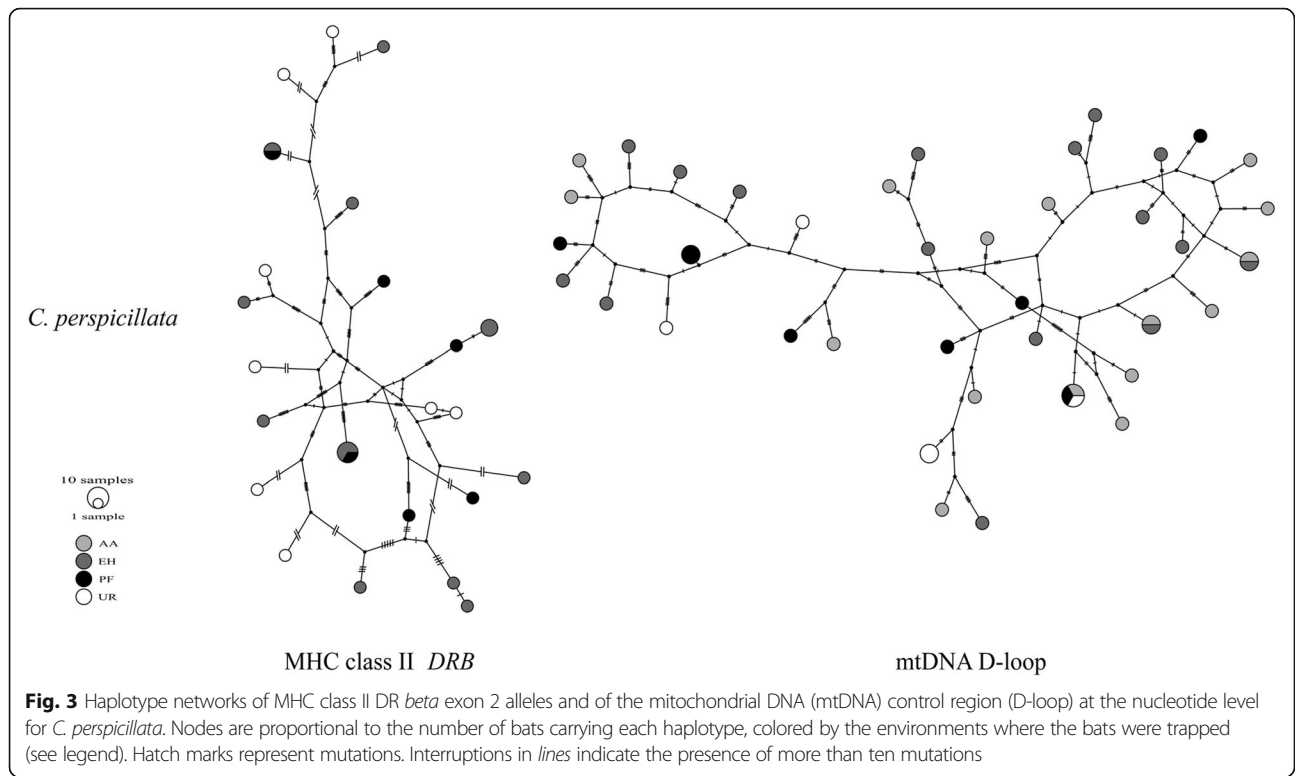 C. perspicillata
10 samples
1 sample
AA
EH
PF
UR
MHC class II DRB
mtDNA D-loop
Fig. 3 Haplotype networks of MHC class II DR beta exon 2 alleles and of the mitochondrial DNA (mtDNA) control region (D-loop) at the nucleotide level
for C. perspicillata. Nodes are proportional to the number of bats carrying each haplotype, colored by the environments where the bats were trapped
(see legend). Hatch marks represent mutations. Interruptions in lines indicate the presence of more than ten mutations